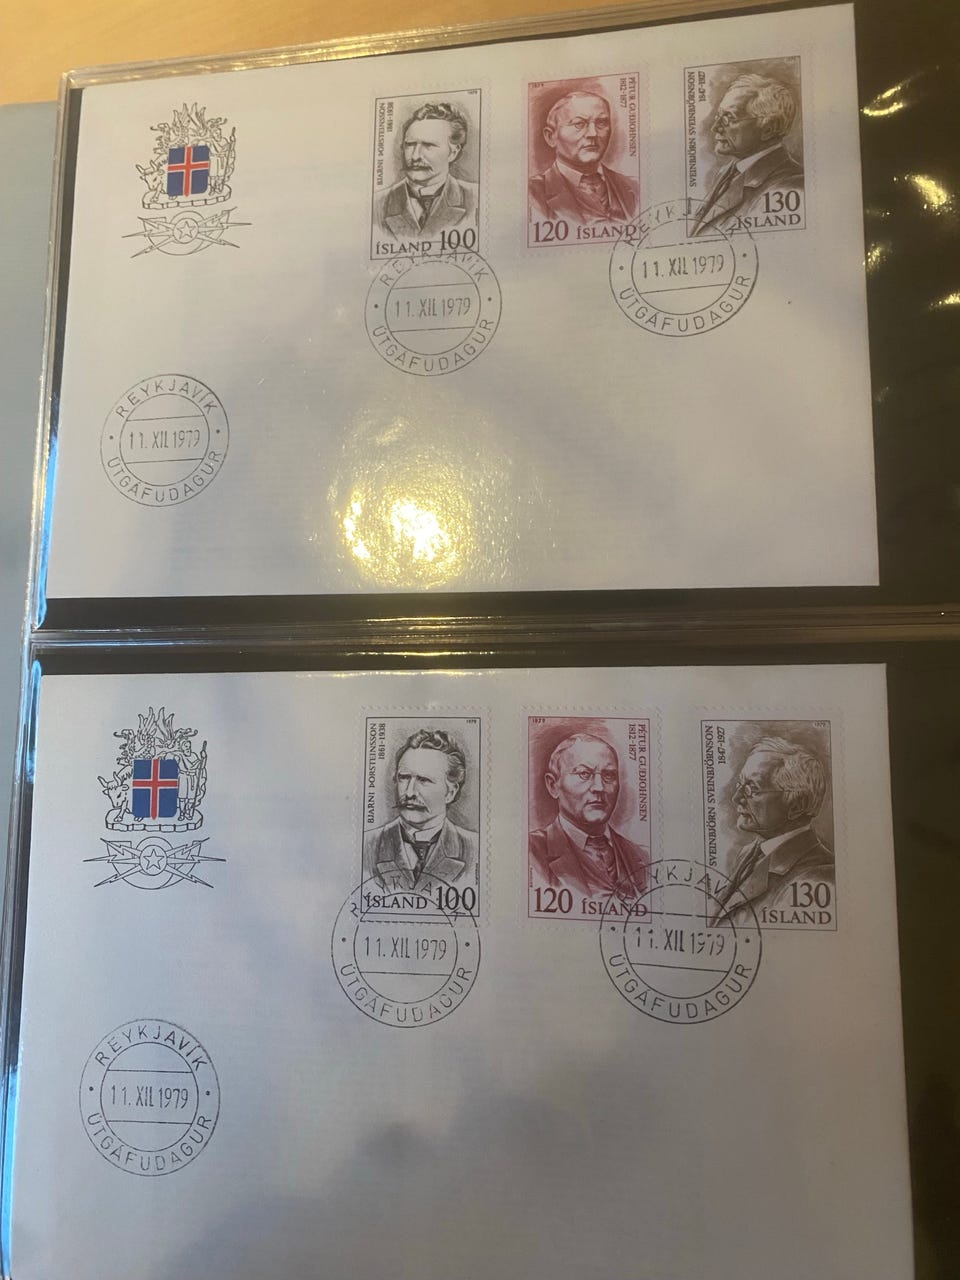 BJARNI ÞORSTEINSSON
1861-1938
1979
ÍSLAND 100
1979
PÉTUR GUDJOHNSEN
1812-1877
120 ÍSLAND
1979
SVEINBJÖRN SVEINBJÖRNSSON
1847-1927
130
ÍSLAND
REYKJAVÍK
11. XII. 1979
ÚTGÁFUDAGUR
REYKJAVÍK
11. XII. 1979
ÚTGÁFUDAGUR
REYKJAVÍK
11. XII. 1979
ÚTGÁFUDAGUR
BJARNI ÞORSTEINSSON
1861-1938
1979
ÍSLAND 100
1979
PÉTUR GUDJOHNSEN
1812-1877
120 ÍSLAND
1979
SVEINBJÖRN SVEINBJÖRNSSON
1847-1927
130
ÍSLAND
REYKJAVÍK
11. XII. 1979
ÚTGÁFUDAGUR
REYKJAVÍK
11. XII. 1979
ÚTGÁFUDAGUR
REYKJAVÍK
11. XII. 1979
ÚTGÁFUDAGUR